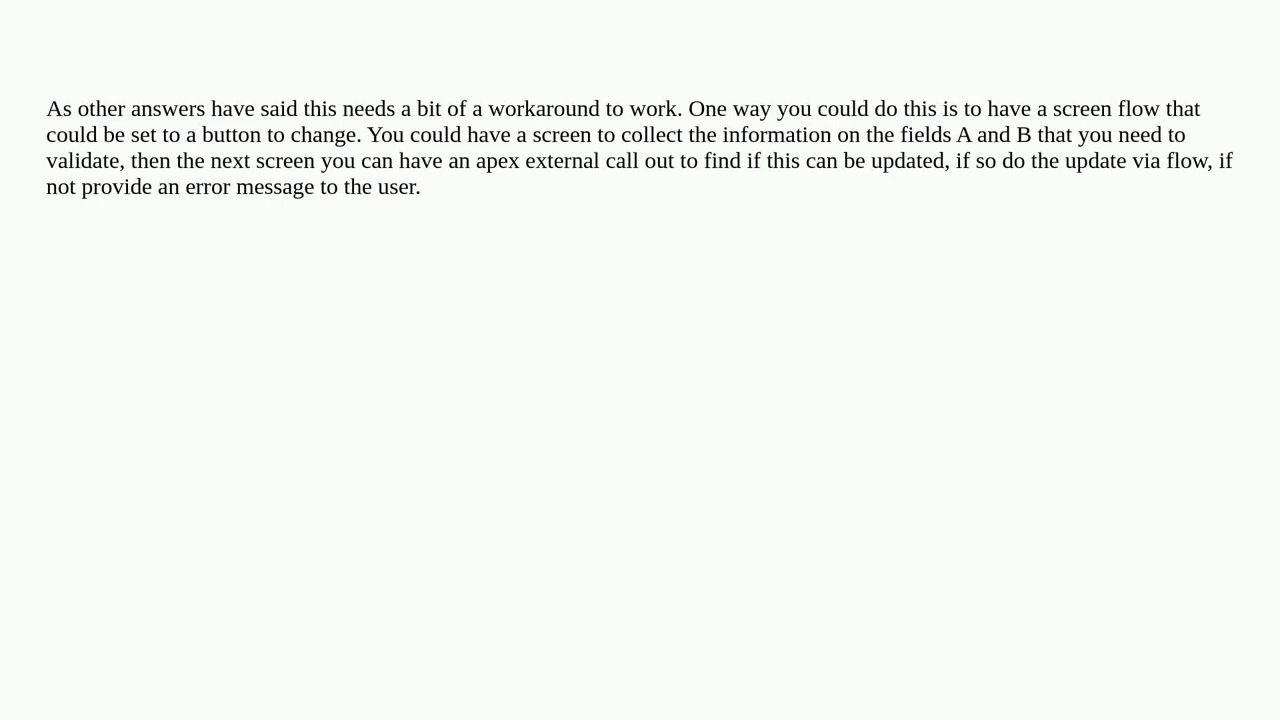 As other answers have said this needs a bit of a workaround to work. One way you could do this is to have a screen flow that
could be set to a button to change. You could have a screen to collect the information on the fields A and B that you need to
validate, then the next screen you can have an apex external call out to find if this can be updated, if so do the update via flow, if
not provide an error message to the user.